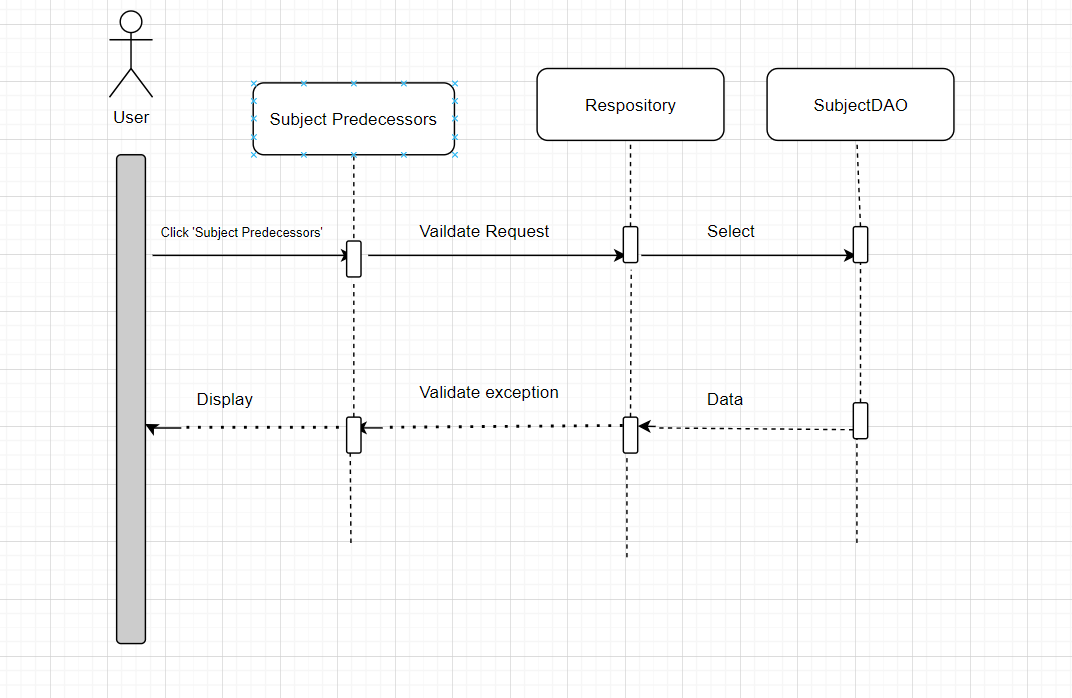 User
Subject Predecessors
Respository
SubjectDAO
Click 'Subject Predecessors'
Vaildate Request
Select
Display
Validate exception
Data